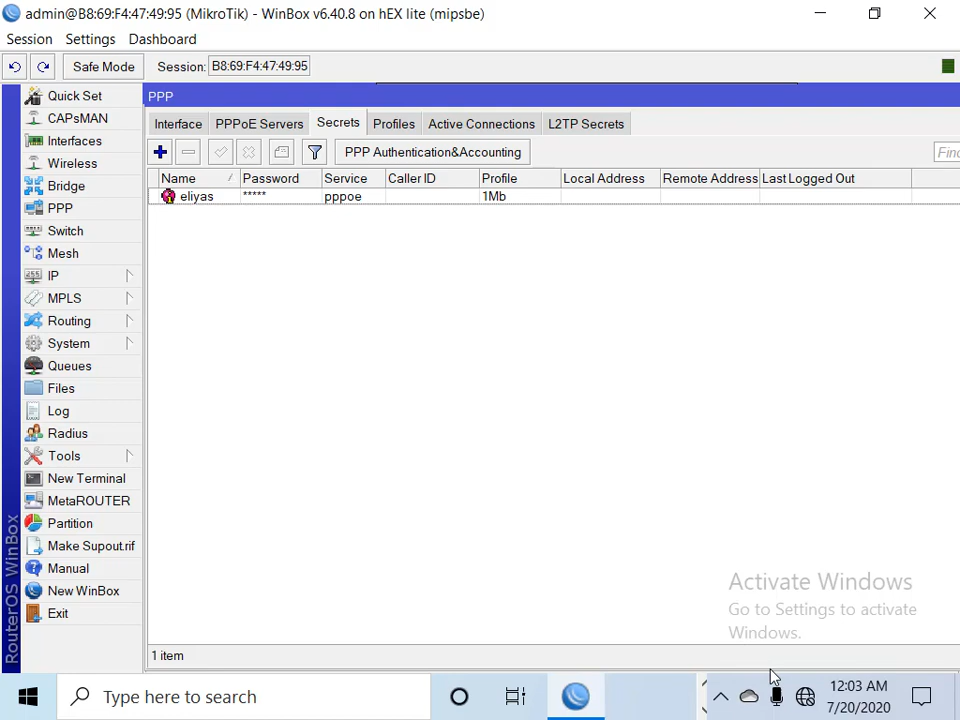 admin@B8:69:F4:47:49:95 (MikroTik) - WinBox v6.40.8 on hEX lite (mipsbe)
Session Settings Dashboard
Safe Mode Session: B8:69:F4:47:49:95
Quick Set
CAPsMAN
Interfaces
Wireless
Bridge
PPP
Switch
Mesh
IP
MPLS
Routing
System
Queues
Files
Log
Radius
Tools
New Terminal
MetaROUTER
Partition
Make Supout.rif
Manual
New WinBox
Exit
RouterOS WinBox
PPP
Interface PPPoE Servers Secrets Profiles Active Connections L2TP Secrets
PPP Authentication&Accounting
Name Password Service Caller ID Profile Local Address Remote Address Last Logged Out
eliyas ***** pppoe 1Mb
1 item
Activate Windows
Go to Settings to activate
Windows.
Type here to search
12:03 AM
7/20/2020